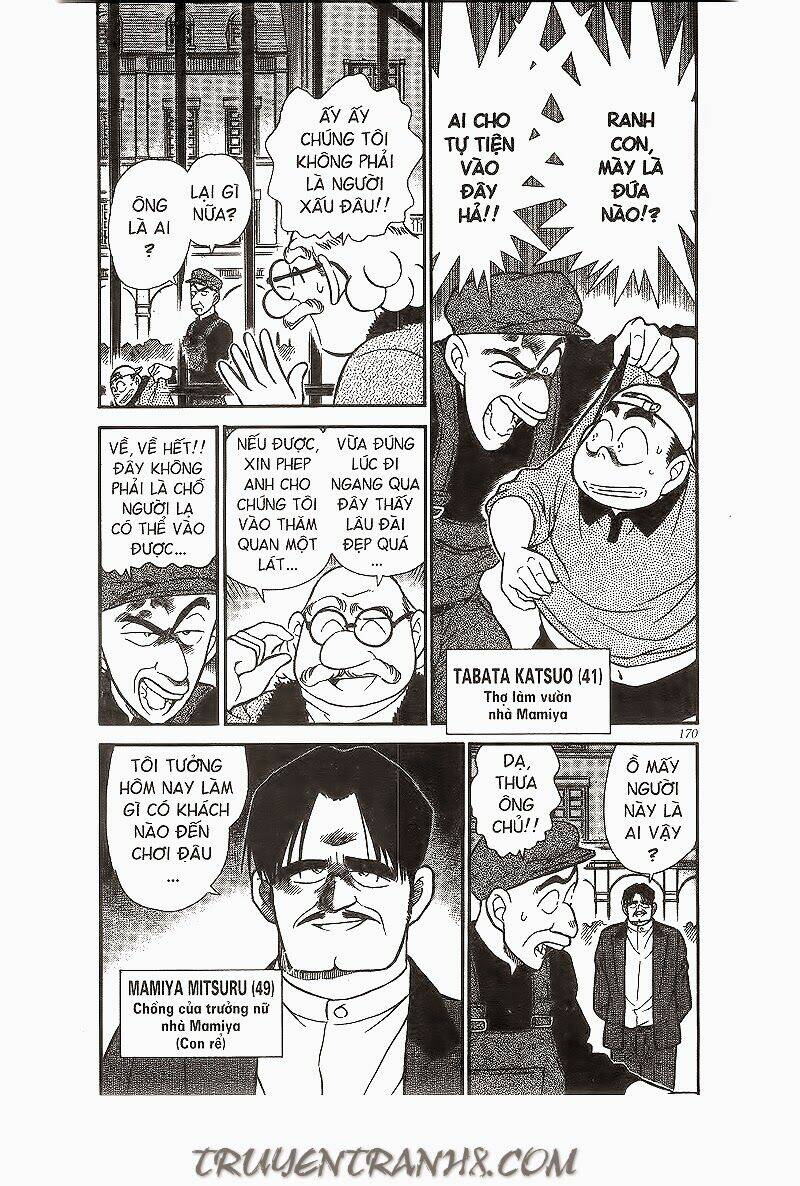 RANH
CON,
MÀY LÀ
ĐỨA
NÀO!?
AI CHO
TỰ TIỆN
VÀO
ĐÂY
HẢ!!
TABATA KATSUO (41)
Thợ làm vườn
nhà Mamiya
ẤY ẤY
CHÚNG TÔI
KHÔNG PHẢI
LÀ NGƯỜI
XẤU ĐÂU!!
LẠI GÌ
NỮA?
ÔNG
LÀ AI
?
VỪA ĐÚNG
LÚC ĐI
NGANG QUA
ĐÂY THẤY
LÂU ĐÀI
ĐẸP QUÁ
...
NẾU ĐƯỢC,
XIN PHÉP
ANH CHO
CHÚNG TÔI
VÀO THĂM
QUAN MỘT
LÁT...
VỀ, VỀ HẾT!!
ĐÂY KHÔNG
PHẢI LÀ CHỖ
NGƯỜI LẠ
CÓ THỂ VÀO
ĐƯỢC...
170
Ồ MẤY
NGƯỜI
NÀY LÀ
AI VẬY
?
DẠ,
THƯA
ÔNG
CHỦ!!
TÔI TƯỞNG
HÔM NAY LÀM
GÌ CÓ KHÁCH
NÀO ĐẾN
CHƠI ĐÂU
...
MAMIYA MITSURU (49)
Chồng của trưởng nữ
nhà Mamiya
(Con rể)
TRUYENTRANH8.COM